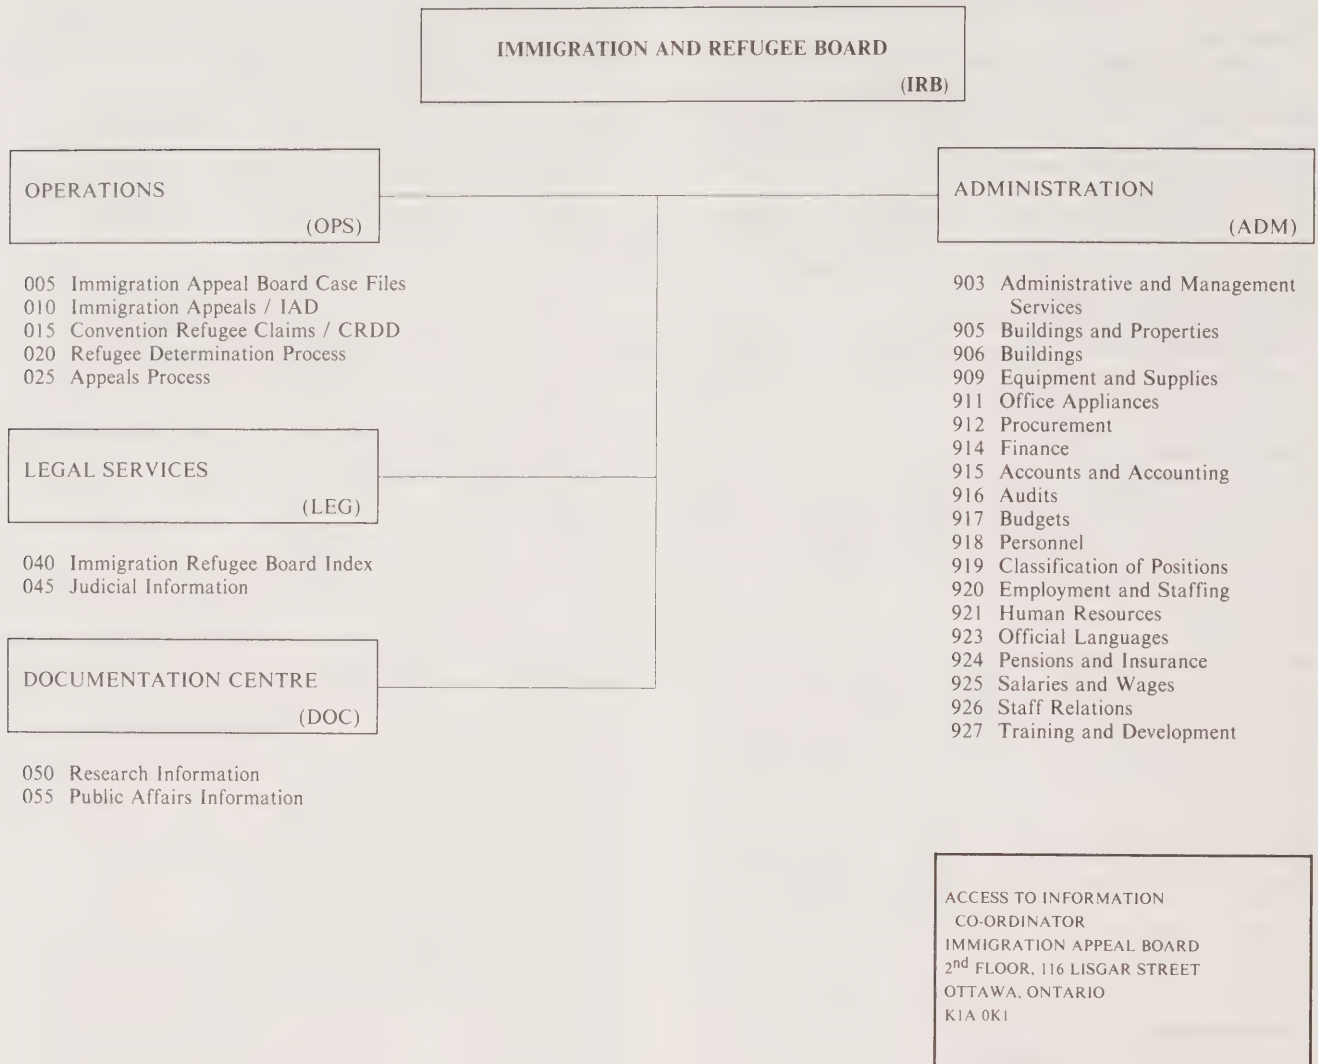 IMMIGRATION AND REFUGEE BOARD
(IRB)
OPERATIONS
(OPS)
005 Immigration Appeal Board Case Files
010 Immigration Appeals / IAD
015 Convention Refugee Claims / CRDD
020 Refugee Determination Process
025 Appeals Process
LEGAL SERVICES
(LEG)
040 Immigration Refugee Board Index
045 Judicial Information
DOCUMENTATION CENTRE
(DOC)
050 Research Information
055 Public Affairs Information
ADMINISTRATION
(ADM)
903 Administrative and Management
Services
905 Buildings and Properties
906 Buildings
909 Equipment and Supplies
911 Office Appliances
912 Procurement
914 Finance
915 Accounts and Accounting
916 Audits
917 Budgets
918 Personnel
919 Classification of Positions
920 Employment and Staffing
921 Human Resources
923 Official Languages
924 Pensions and Insurance
925 Salaries and Wages
926 Staff Relations
927 Training and Development
ACCESS TO INFORMATION
CO-ORDINATOR
IMMIGRATION APPEAL BOARD
2nd FLOOR, 116 LISGAR STREET
OTTAWA, ONTARIO
K1A 0K1